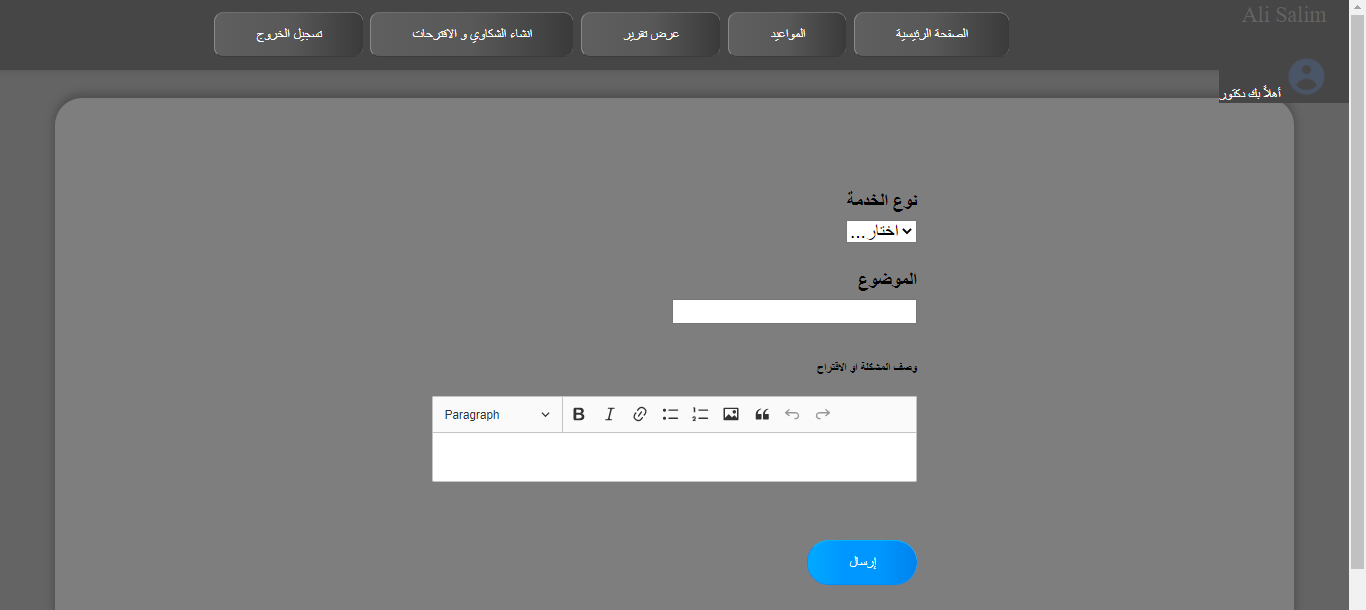 Ali Salim
الصفحة الرئيسية
المواعيد
عرض تقرير
انشاء الشكاوي و الاقترحات
تسجيل الخروج
أهلاً بك دكتور
نوع الخدمة
اختار...
الموضوع
وصف المشكلة او الاقتراح
Paragraph
إرسال